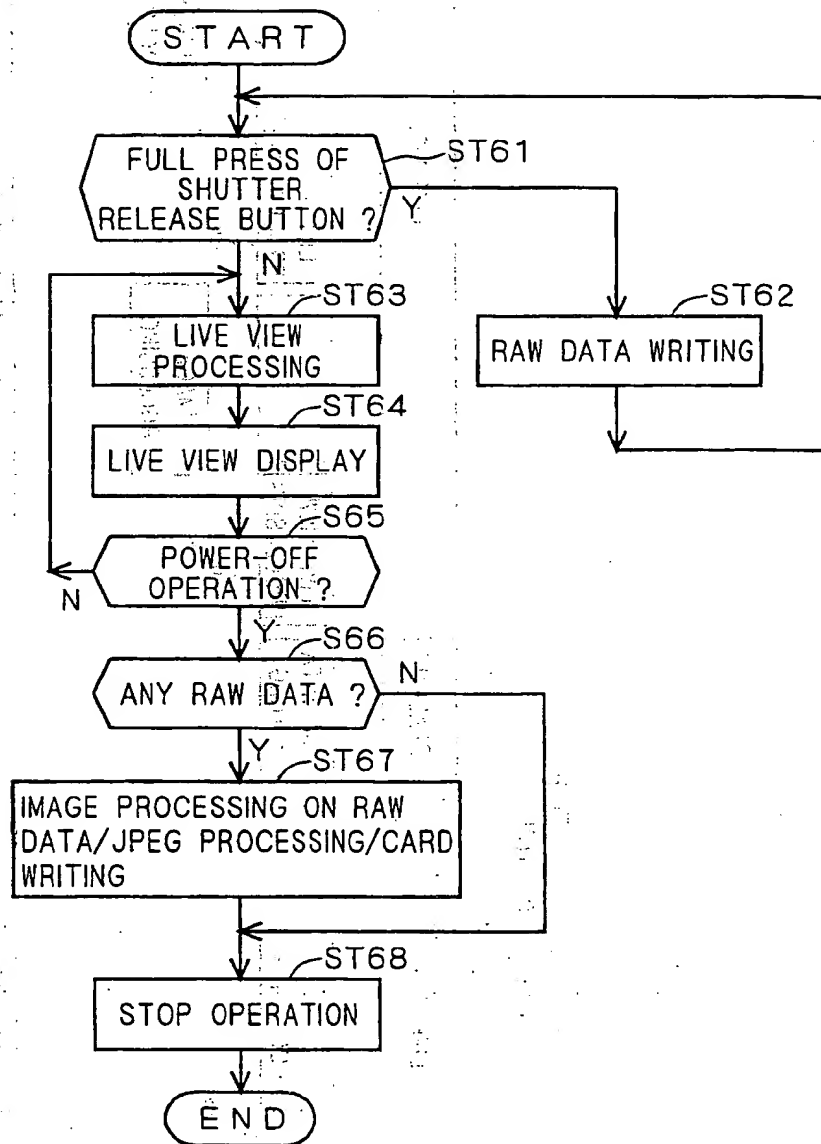 START
FULL PRESS OF
SHUTTER
RELEASE BUTTON ?
ST61
Y
N
ST63
LIVE VIEW
PROCESSING
ST62
RAW DATA WRITING
ST64
LIVE VIEW DISPLAY
S65
POWER-OFF
OPERATION ?
N
Y
S66
ANY RAW DATA ?
N
Y
ST67
IMAGE PROCESSING ON RAW
DATA/JPEG PROCESSING/CARD
WRITING
ST68
STOP OPERATION
END